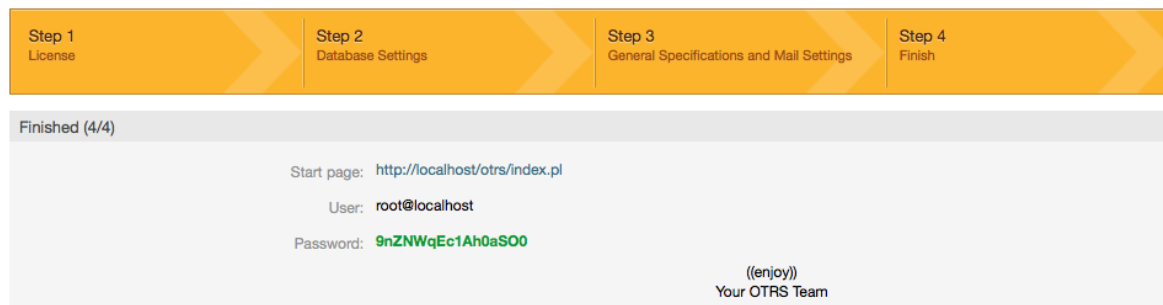 Step 1
License
Step 2
Database Settings
Step 3
General Specifications and Mail Settings
Step 4
Finish
Finished (4/4)
Start page: http://localhost/otrs/index.pl
User: root@localhost
Password: 9nZNWqEc1Ah0aSO0
((enjoy))
Your OTRS Team